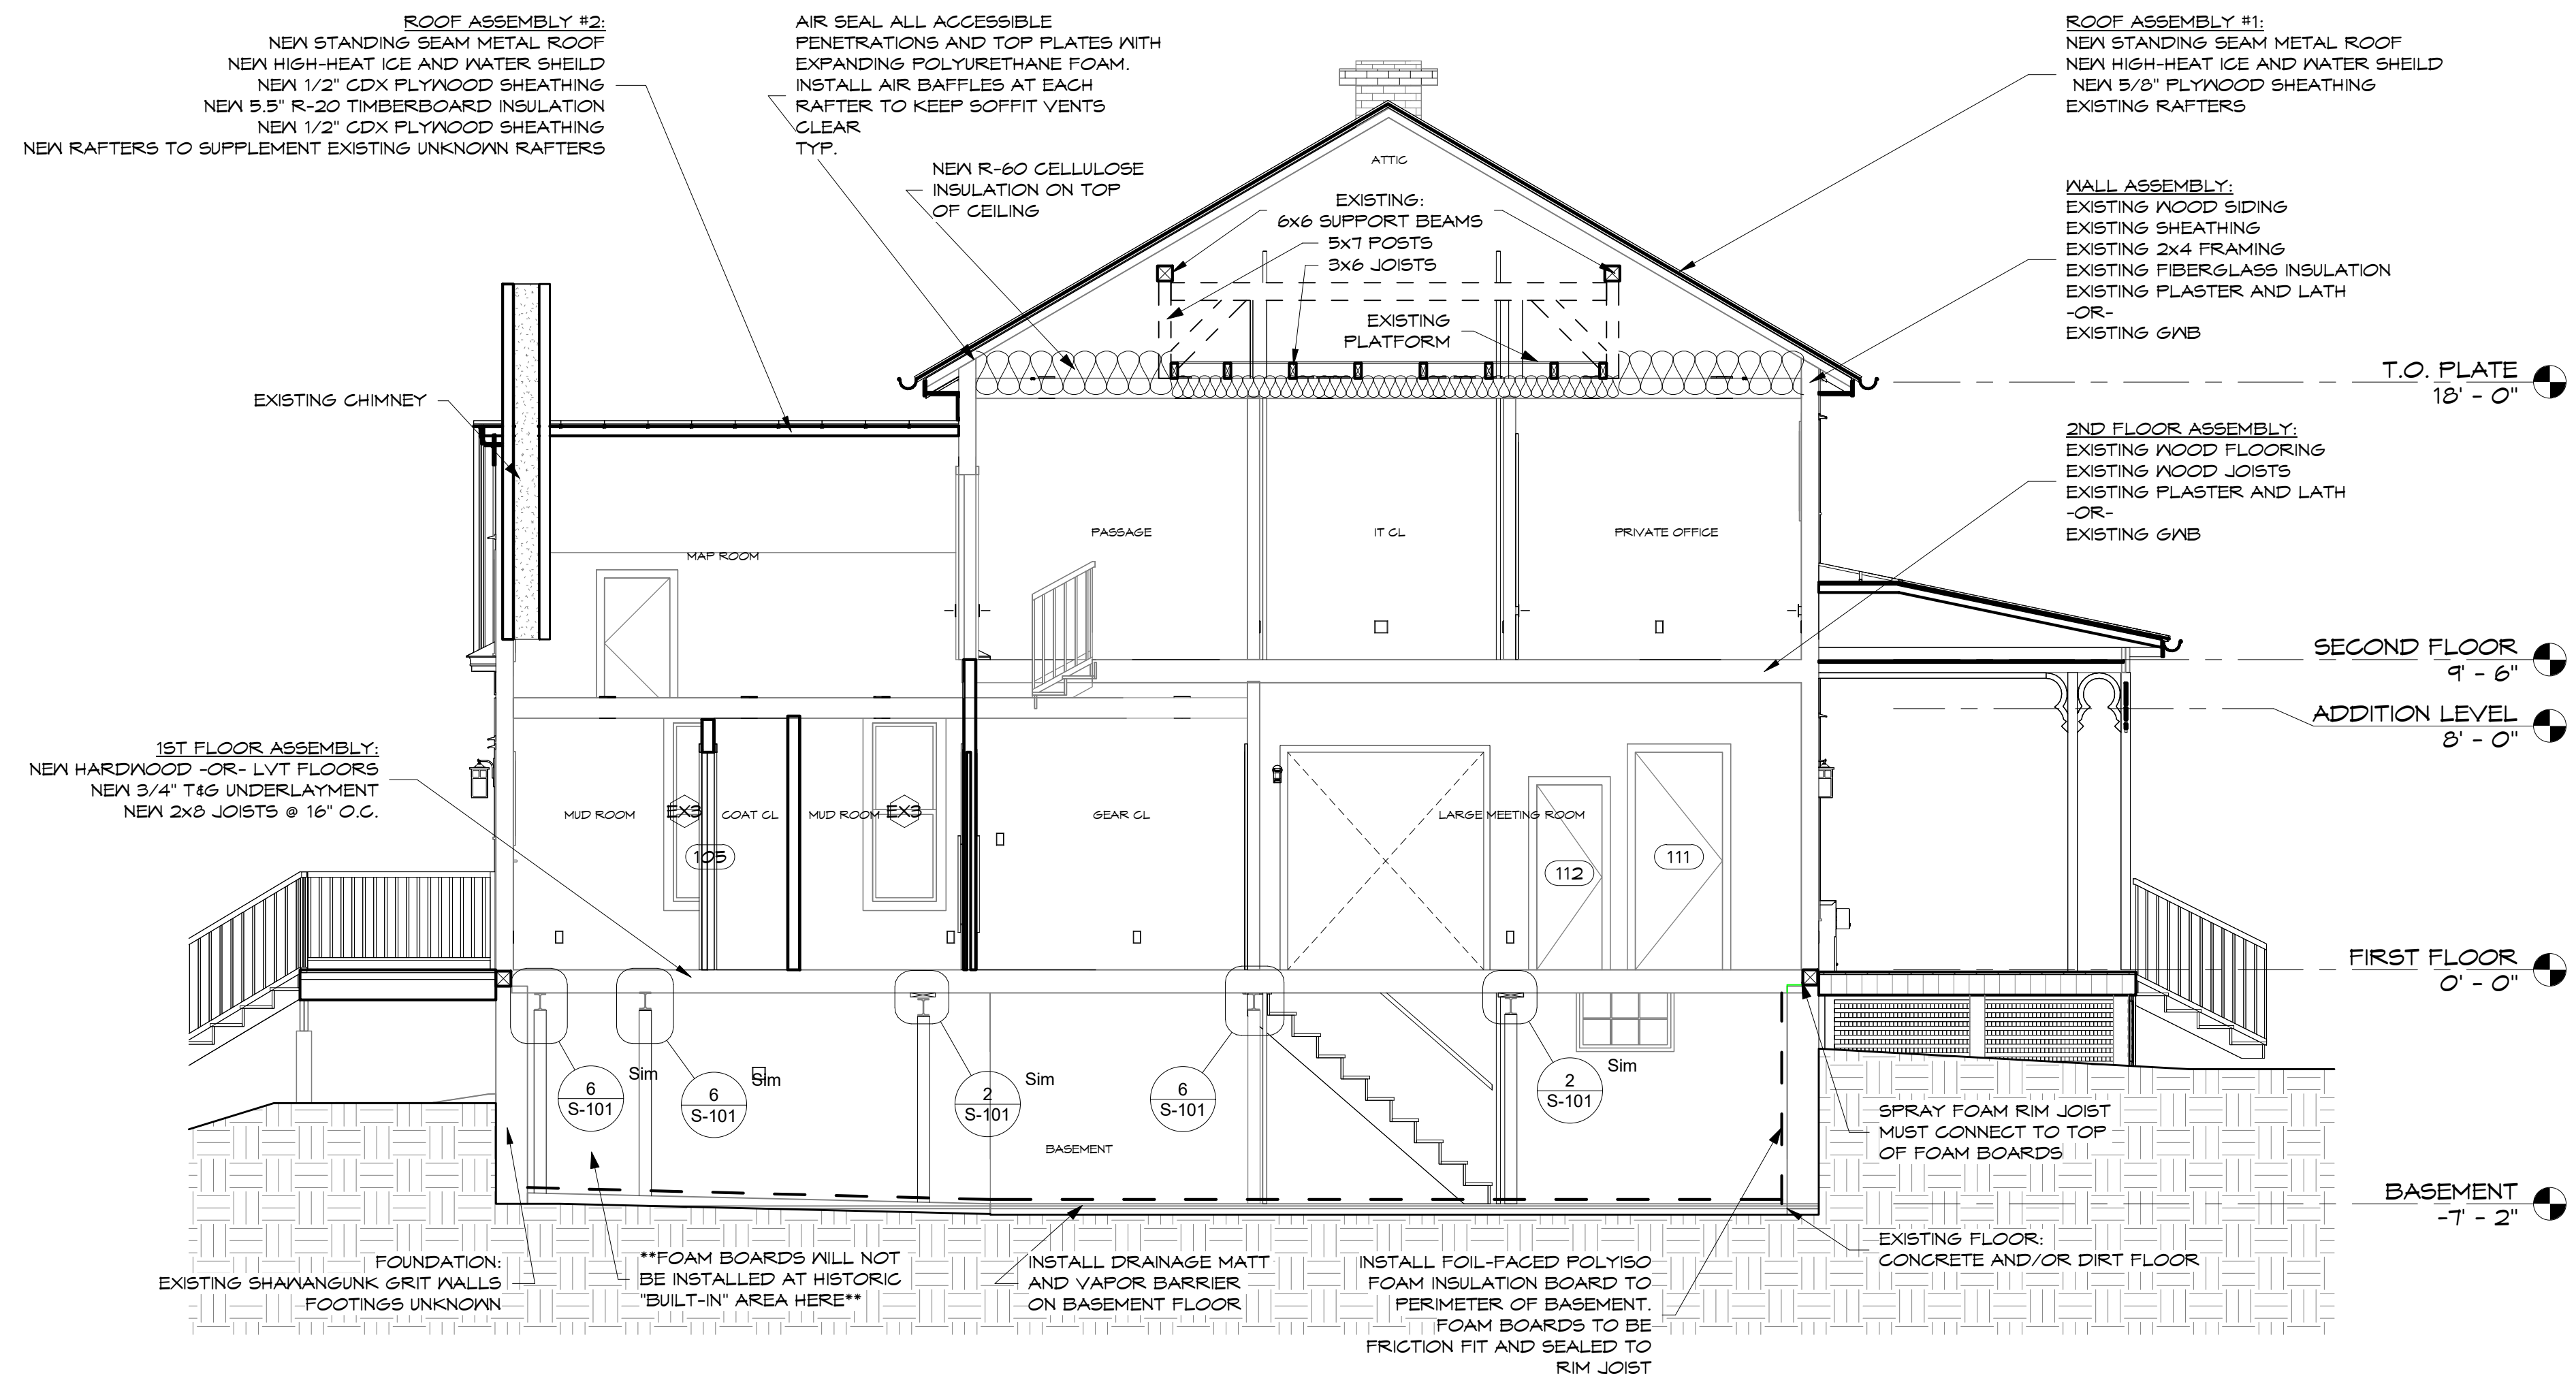 ROOF ASSEMBLY #2:
NEW STANDING SEAM METAL ROOF
NEW HIGH-HEAT ICE AND WATER SHEILD
NEW 1/2" CDX PLYWOOD SHEATHING
NEW 5.5" R-20 TIMBERBOARD INSULATION
NEW 1/2" CDX PLYWOOD SHEATHING
NEW RAFTERS TO SUPPLEMENT EXISTING UNKNOWN RAFTERS
AIR SEAL ALL ACCESSIBLE
PENETRATIONS AND TOP PLATES WITH
EXPANDING POLYURETHANE FOAM.
INSTALL AIR BAFFLES AT EACH
RAFTER TO KEEP SOFFIT VENTS
CLEAR
TYP.
NEW R-60 CELLULOSE
INSULATION ON TOP
OF CEILING
ROOF ASSEMBLY #1:
NEW STANDING SEAM METAL ROOF
NEW HIGH-HEAT ICE AND WATER SHEILD
NEW 5/8" PLYWOOD SHEATHING
EXISTING RAFTERS
WALL ASSEMBLY:
EXISTING WOOD SIDING
EXISTING SHEATHING
EXISTING 2x4 FRAMING
EXISTING FIBERGLASS INSULATION
EXISTING PLASTER AND LATH
-OR-
EXISTING GWB
ATTIC
EXISTING:
6x6 SUPPORT BEAMS
5x7 POSTS
3x6 JOISTS
EXISTING
PLATFORM
T.O. PLATE
18' - 0"
EXISTING CHIMNEY
2ND FLOOR ASSEMBLY:
EXISTING WOOD FLOORING
EXISTING WOOD JOISTS
EXISTING PLASTER AND LATH
-OR-
EXISTING GWB
MAP ROOM
PASSAGE
IT CL
PRIVATE OFFICE
SECOND FLOOR
9' - 6"
ADDITION LEVEL
8' - 0"
1ST FLOOR ASSEMBLY:
NEW HARDWOOD -OR- LVT FLOORS
NEW 3/4" T&G UNDERLAYMENT
NEW 2x8 JOISTS @ 16" O.C.
MUD ROOM
EX3
COAT CL
MUD ROOM
EX3
GEAR CL
LARGE MEETING ROOM
105
112
111
FIRST FLOOR
0' - 0"
6
S-101
Sim
6
S-101
Sim
2
S-101
Sim
6
S-101
2
S-101
Sim
BASEMENT
SPRAY FOAM RIM JOIST
MUST CONNECT TO TOP
OF FOAM BOARDS
BASEMENT
-7' - 2"
FOUNDATION:
EXISTING SHAWANGUNK GRIT WALLS
FOOTINGS UNKNOWN
**FOAM BOARDS WILL NOT
BE INSTALLED AT HISTORIC
"BUILT-IN" AREA HERE**
INSTALL DRAINAGE MATT
AND VAPOR BARRIER
ON BASEMENT FLOOR
INSTALL FOIL-FACED POLYISO
FOAM INSULATION BOARD TO
PERIMETER OF BASEMENT.
FOAM BOARDS TO BE
FRICTION FIT AND SEALED TO
RIM JOIST
EXISTING FLOOR:
CONCRETE AND/OR DIRT FLOOR